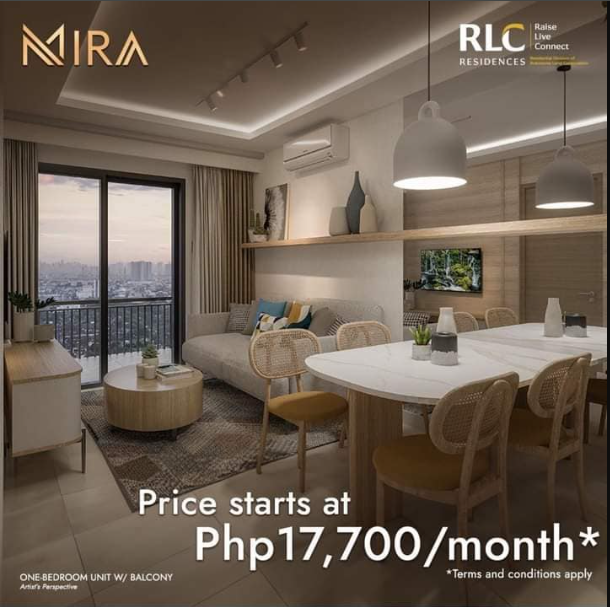 MIRA
RLC
RESIDENCES
Raise
Live
Connect
Price starts at
Php17,700/month*
*Terms and conditions apply
ONE-BEDROOM UNIT W/ BALCONY
Artist's Perspective